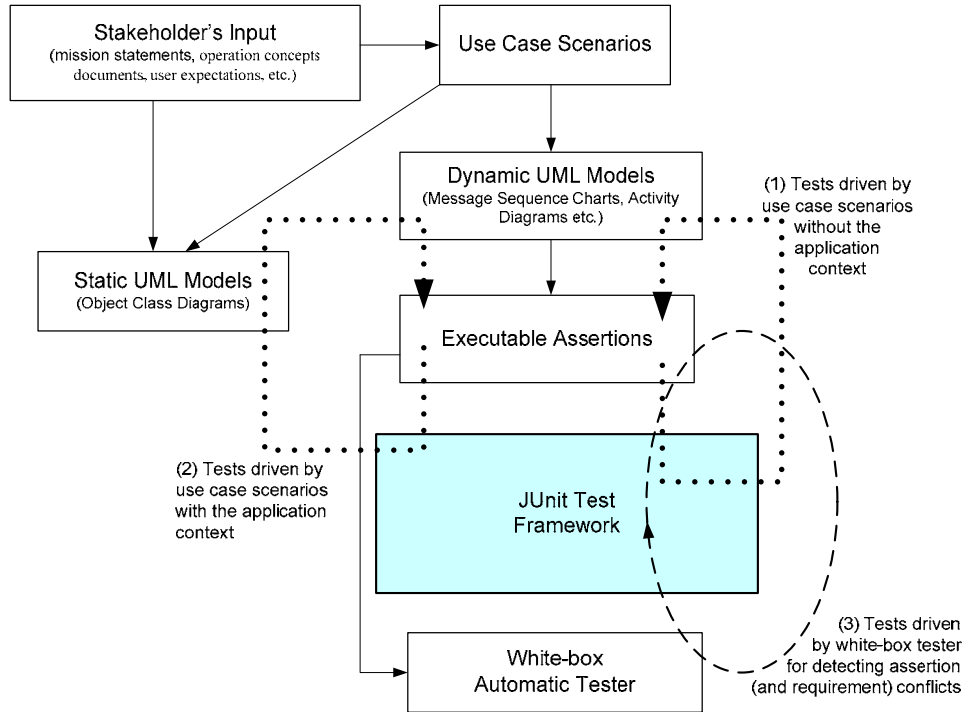 Stakeholder's Input
(mission statements, operation concepts
documents, user expectations, etc.)
Use Case Scenarios
Dynamic UML Models
(Message Sequence Charts, Activity
Diagrams etc.)
(1) Tests driven by
use case scenarios
without the
application
context
Static UML Models
(Object Class Diagrams)
Executable Assertions
(2) Tests driven by
use case scenarios
with the application
context
JUnit Test
Framework
(3) Tests driven
by white-box tester
for detecting assertion
(and requirement) conflicts
White-box
Automatic Tester